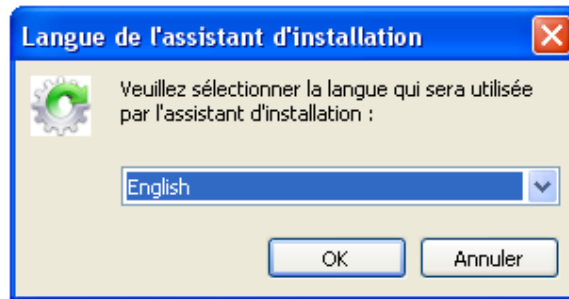 Langue de l'assistant d'installation
Veuillez sélectionner la langue qui sera utilisée
par l'assistant d'installation :
English
OK
Annuler